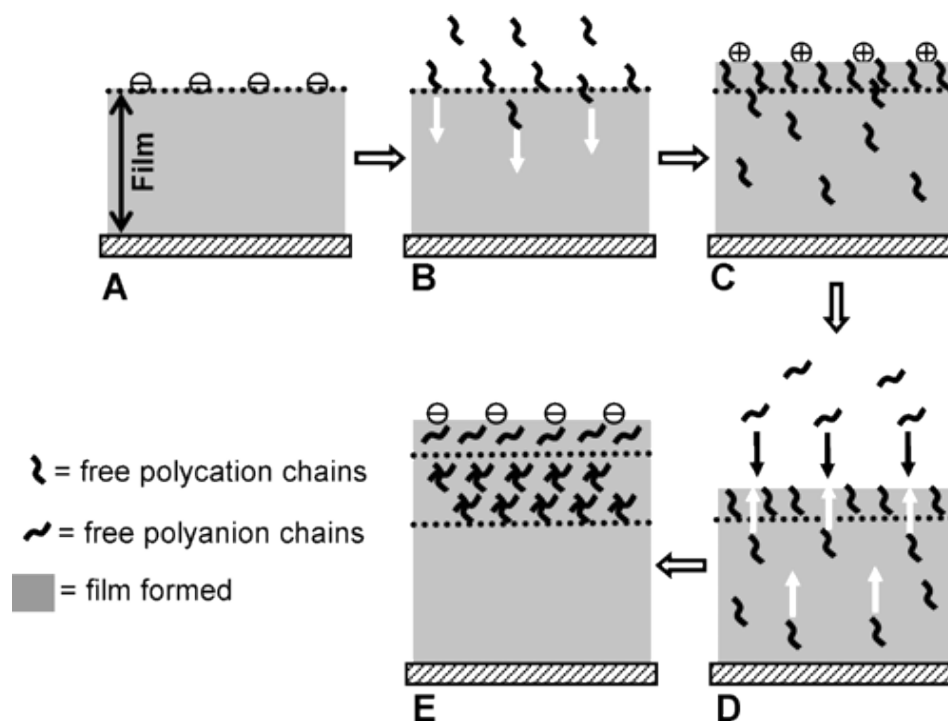 Film
A
B
C
= free polycation chains
= free polyanion chains
= film formed
E
D